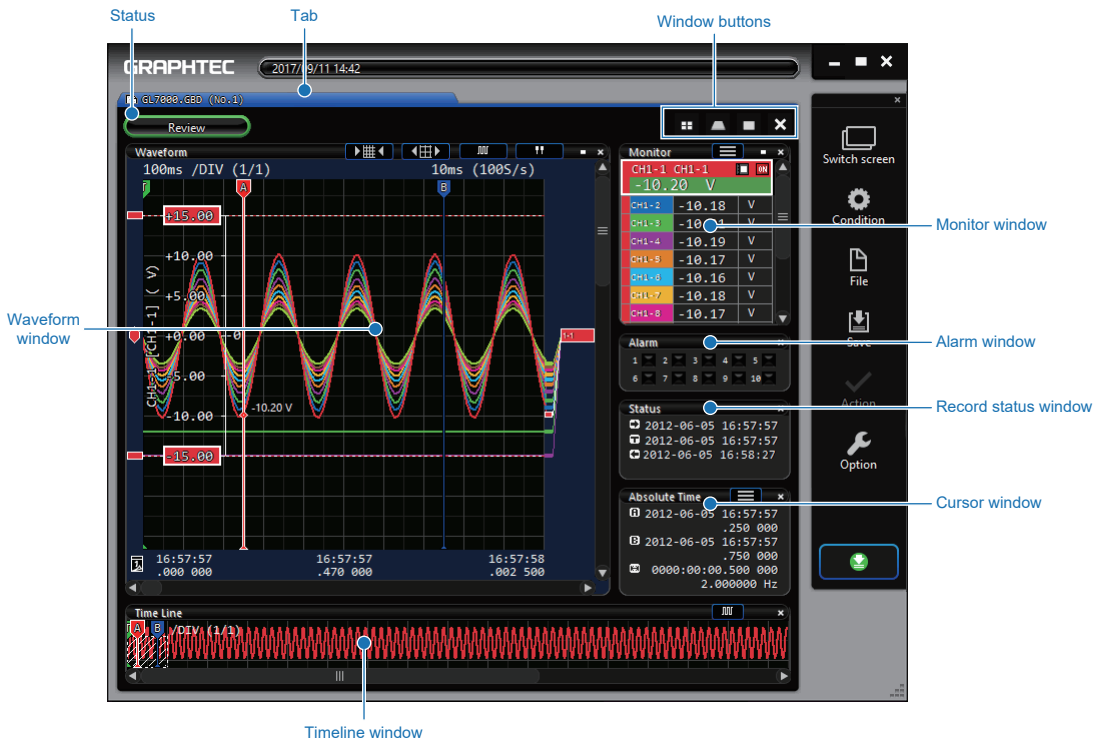 Status
Tab
Window buttons
GRAPHTEC
2017/09/11 14:42
GL7000.GBD (No.1)
Review
Waveform
100ms /DIV (1/1)
10ms (100S/s)
A
B
+15.00
+10.00
+5.00
+0.00
-5.00
-10.00
-15.00
CH1-1 [CH1-1] ( V)
-0
-10.20 V
1-1
16:57:57
.000 000
16:57:57
.470 000
16:57:58
.002 500
Monitor
CH1-1 CH1-1
ON
-10.20 V
CH1-2 -10.18 V
CH1-3 V
CH1-4 -10.19 V
CH1-5 -10.17 V
CH1-6 -10.16 V
CH1-7 -10.18 V
CH1-8 -10.17 V
Alarm
1 2 3 4 5
6 7 8 9 10
Status
2012-06-05 16:57:57
2012-06-05 16:57:57
2012-06-05 16:58:27
Absolute Time
A 2012-06-05 16:57:57
.250 000
B 2012-06-05 16:57:57
.750 000
0000:00:00.500 000
2.000000 Hz
Time Line
A B /DIV (1/1)
Switch screen
Condition
File
Save
Action
Option
Waveform
window
Monitor window
Alarm window
Record status window
Cursor window
Timeline window